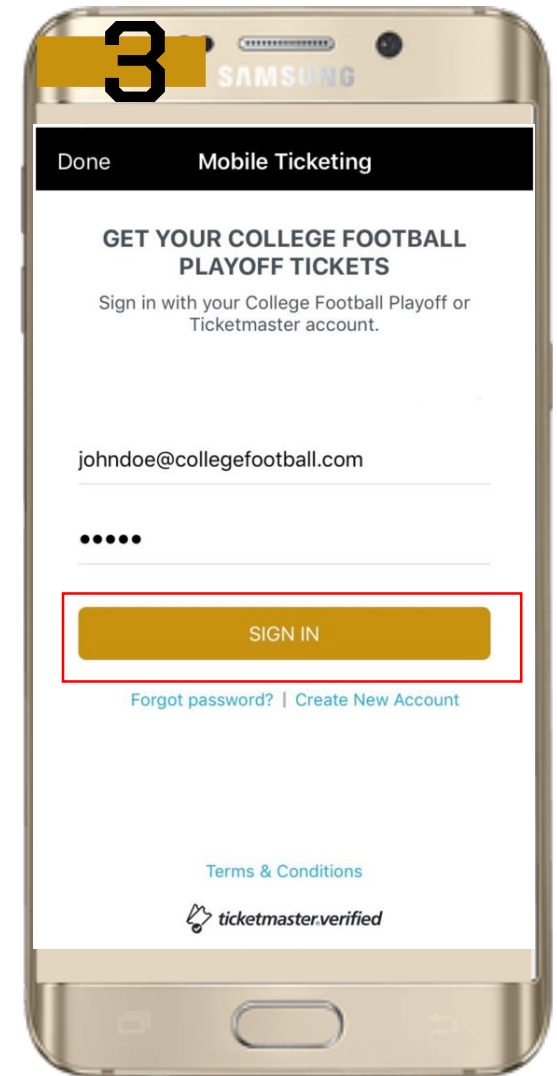 3
SAMSUNG
Done Mobile Ticketing
GET YOUR COLLEGE FOOTBALL
PLAYOFF TICKETS
Sign in with your College Football Playoff or
Ticketmaster account.
johndoe@collegefootball.com
•••••
SIGN IN
Forgot password? | Create New Account
Terms & Conditions
ticketmaster.verified